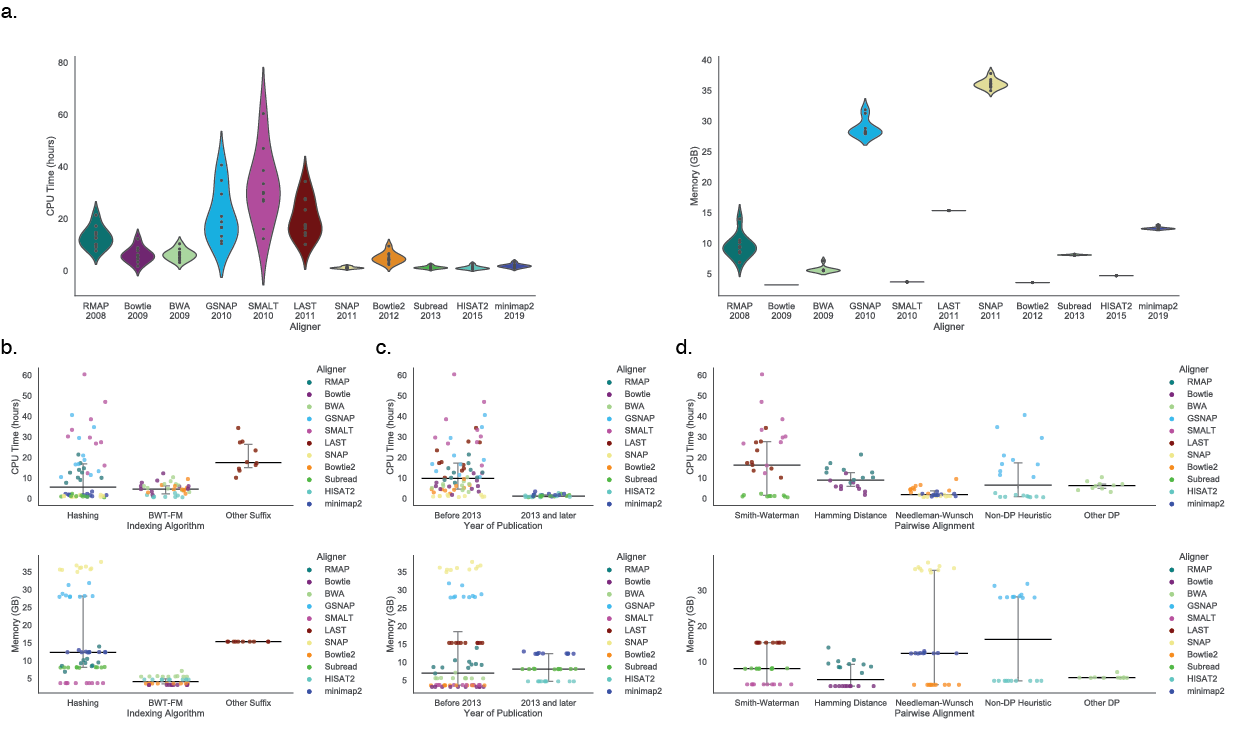 a.
CPU Time (hours)
80
60
40
20
0
RMAP 2008
Bowtie 2009
BWA 2009
GSNAP 2010
SMALT 2010
LAST 2011
SNAP 2011
Bowtie2 2012
Subread 2013
HISAT2 2015
minimap2 2019
Aligner
Memory (GB)
40
35
30
25
20
15
10
5
RMAP 2008
Bowtie 2009
BWA 2009
GSNAP 2010
SMALT 2010
LAST 2011
SNAP 2011
Bowtie2 2012
Subread 2013
HISAT2 2015
minimap2 2019
Aligner
b.
CPU Time (hours)
60
50
40
30
20
10
0
Hashing
BWT-FM
Other Suffix
Indexing Algorithm
Aligner
RMAP
Bowtie
BWA
GSNAP
SMALT
LAST
SNAP
Bowtie2
Subread
HISAT2
minimap2
Memory (GB)
35
30
25
20
15
10
5
Hashing
BWT-FM
Other Suffix
Indexing Algorithm
Aligner
RMAP
Bowtie
BWA
GSNAP
SMALT
LAST
SNAP
Bowtie2
Subread
HISAT2
minimap2
c.
CPU Time (hours)
60
50
40
30
20
10
0
Before 2013
2013 and later
Year of Publication
Aligner
RMAP
Bowtie
BWA
GSNAP
SMALT
LAST
SNAP
Bowtie2
Subread
HISAT2
minimap2
Memory (GB)
35
30
25
20
15
10
5
Before 2013
2013 and later
Year of Publication
Aligner
RMAP
Bowtie
BWA
GSNAP
SMALT
LAST
SNAP
Bowtie2
Subread
HISAT2
minimap2
d.
CPU Time (hours)
60
50
40
30
20
10
0
Smith-Waterman
Hamming Distance
Needleman-Wunsch
Non-DP Heuristic
Other DP
Pairwise Alignment
Aligner
RMAP
Bowtie
BWA
GSNAP
SMALT
LAST
SNAP
Bowtie2
Subread
HISAT2
minimap2
Memory (GB)
30
20
10
Smith-Waterman
Hamming Distance
Needleman-Wunsch
Non-DP Heuristic
Other DP
Pairwise Alignment
Aligner
RMAP
Bowtie
BWA
GSNAP
SMALT
LAST
SNAP
Bowtie2
Subread
HISAT2
minimap2